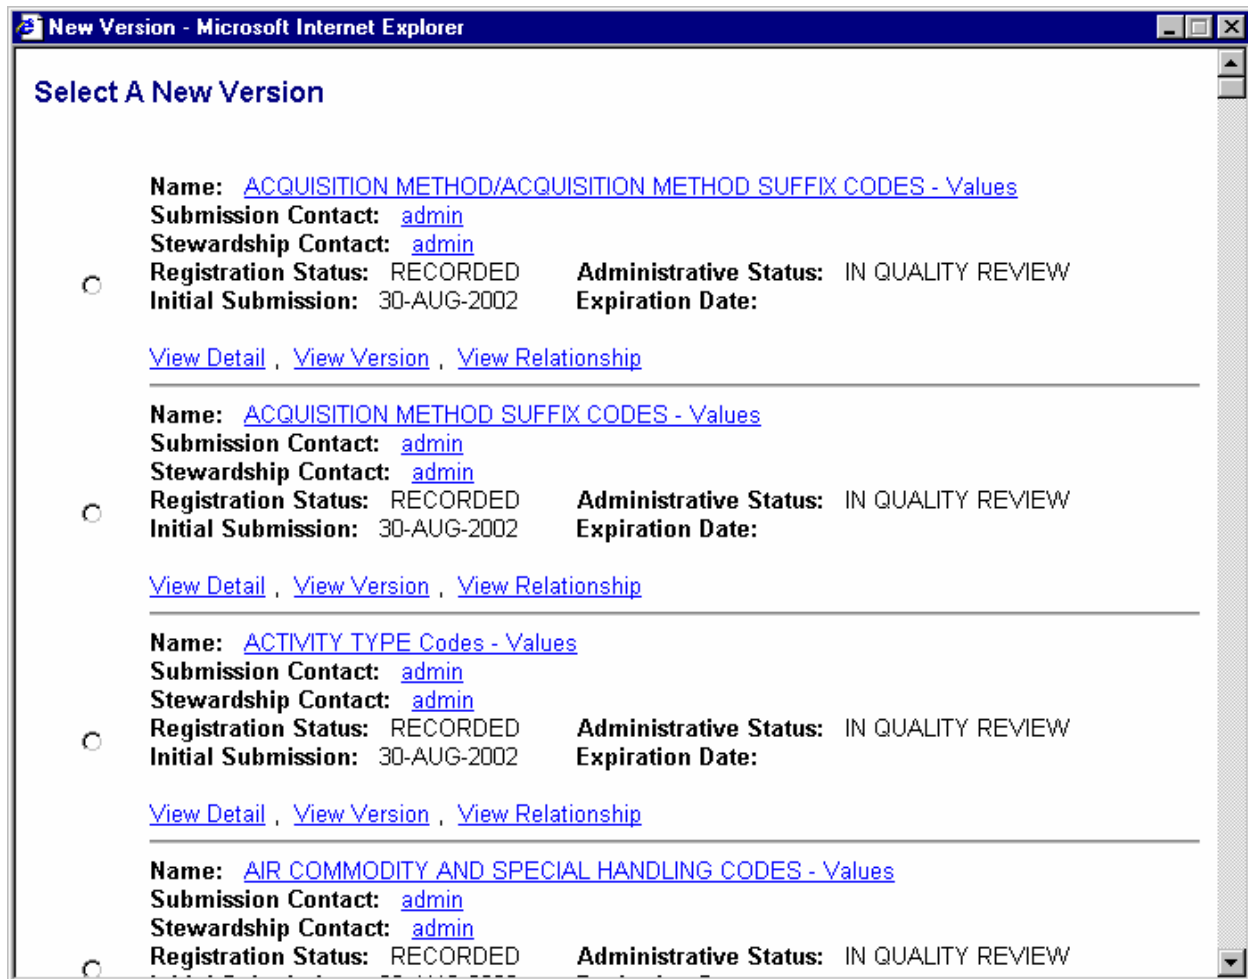 New Version - Microsoft Internet Explorer
Select A New Version
Name: ACQUISITION METHOD/ACQUISITION METHOD SUFFIX CODES - Values
Submission Contact: admin
Stewardship Contact: admin
Registration Status: RECORDED Administrative Status: IN QUALITY REVIEW
Initial Submission: 30-AUG-2002 Expiration Date:
View Detail , View Version , View Relationship
Name: ACQUISITION METHOD SUFFIX CODES - Values
Submission Contact: admin
Stewardship Contact: admin
Registration Status: RECORDED Administrative Status: IN QUALITY REVIEW
Initial Submission: 30-AUG-2002 Expiration Date:
View Detail , View Version , View Relationship
Name: ACTIVITY TYPE Codes - Values
Submission Contact: admin
Stewardship Contact: admin
Registration Status: RECORDED Administrative Status: IN QUALITY REVIEW
Initial Submission: 30-AUG-2002 Expiration Date:
View Detail , View Version , View Relationship
Name: AIR COMMODITY AND SPECIAL HANDLING CODES - Values
Submission Contact: admin
Stewardship Contact: admin
Registration Status: RECORDED Administrative Status: IN QUALITY REVIEW